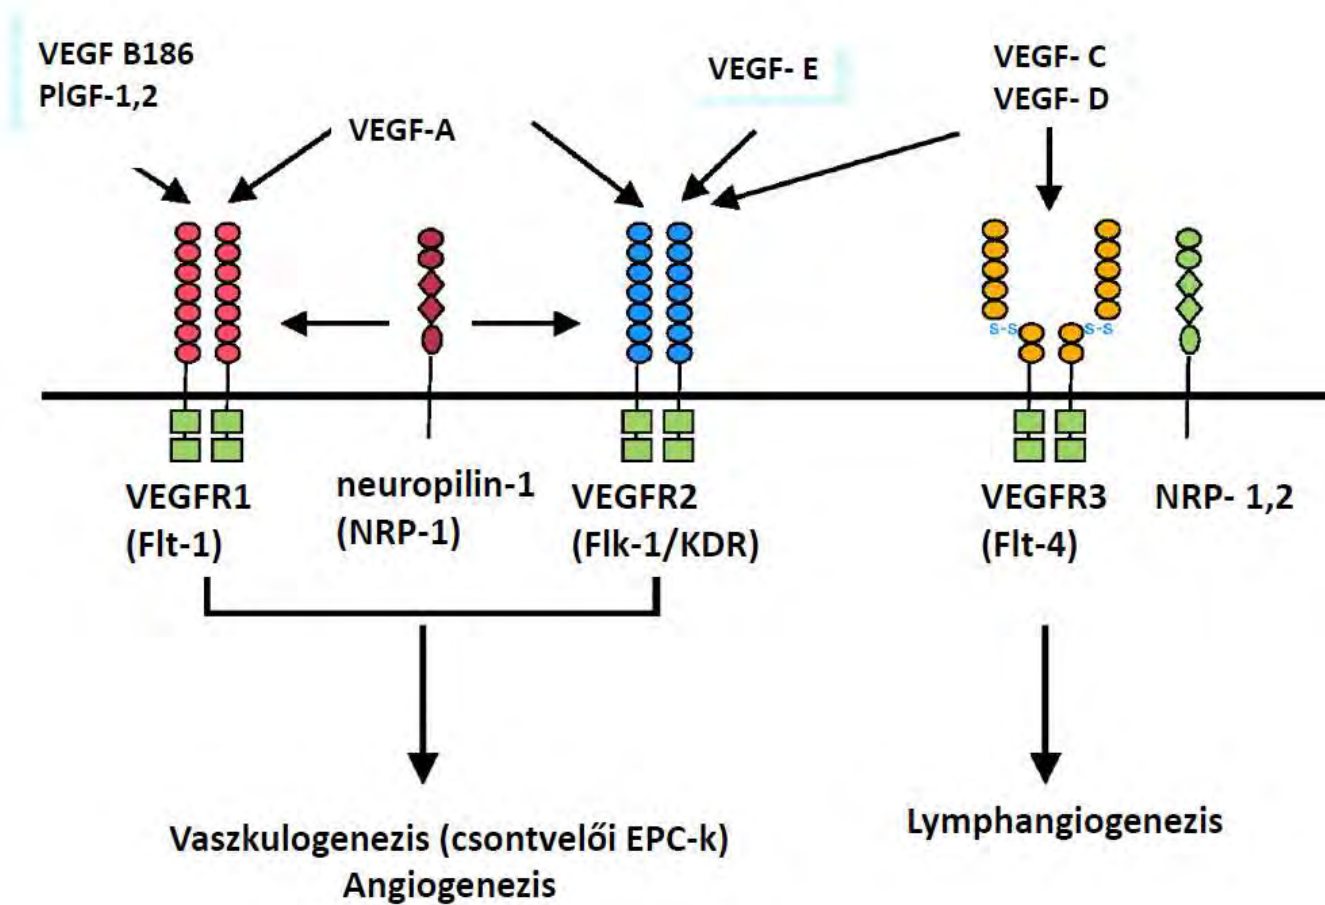 VEGF B186
PlGF-1,2
VEGF-A
VEGF- E
VEGF- C
VEGF- D
s-s
s-s
VEGFR1
(Flt-1)
neuropilin-1
(NRP-1)
VEGFR2
(Flk-1/KDR)
VEGFR3
(Flt-4)
NRP- 1,2
Vaszkulogenezis (csontvelői EPC-k)
Angiogenezis
Lymphangiogenezis